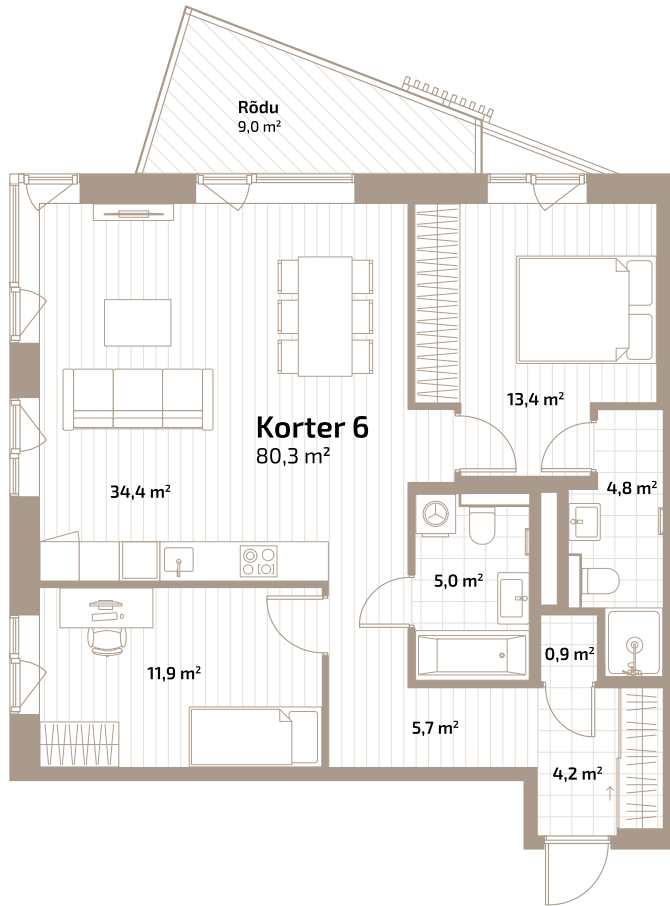 Rõdu
9,0 m²
13,4 m²
Korter 6
80,3 m²
34,4 m²
4,8 m²
5,0 m²
0,9 m²
11,9 m²
5,7 m²
4,2 m²